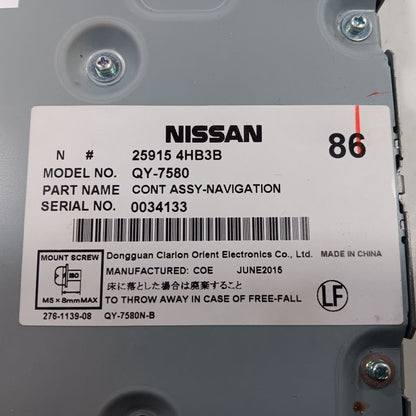 NISSAN
86
N # 25915 4HB3B
MODEL NO. QY-7580
PART NAME CONT ASSY-NAVIGATION
SERIAL NO. 0034133
MOUNT SCREW
ISO
M5×8mmMAX
276-1139-08
Dongguan Clarion Orient Electronics Co., Ltd. MADE IN CHINA
MANUFACTURED: COE JUNE2015
床に落とした場合は廃棄すること
TO THROW AWAY IN CASE OF FREE-FALL
QY-7580N-B
LF